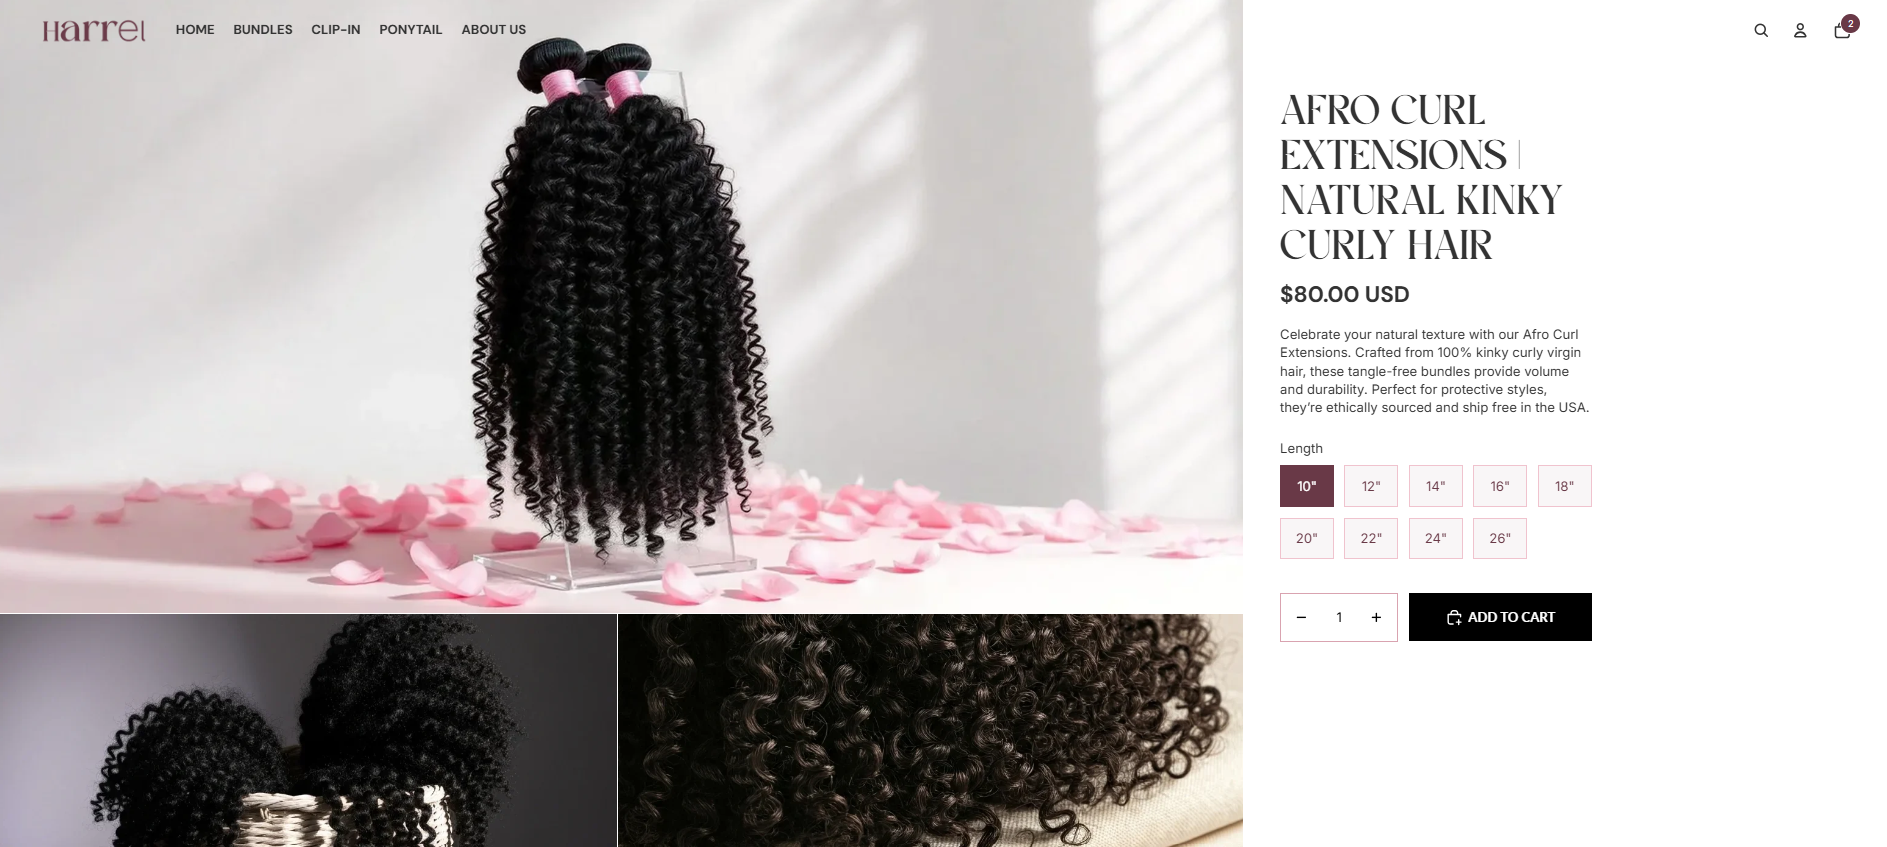 Harrel
HOME BUNDLES CLIP-IN PONYTAIL ABOUT US
2
AFRO CURL
EXTENSIONS |
NATURAL KINKY
CURLY HAIR
$80.00 USD
Celebrate your natural texture with our Afro Curl
Extensions. Crafted from 100% kinky curly virgin
hair, these tangle-free bundles provide volume
and durability. Perfect for protective styles,
they’re ethically sourced and ship free in the USA.
Length
10" 12" 14" 16" 18"
20" 22" 24" 26"
− 1 + ADD TO CART